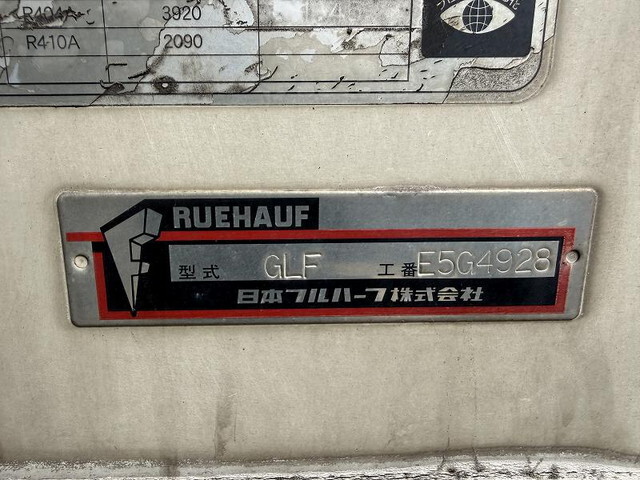 R404A 3920
R410A 2090
FRUEHAUF
型式 GLF 工番 E5G4928
日本フルハーフ株式会社